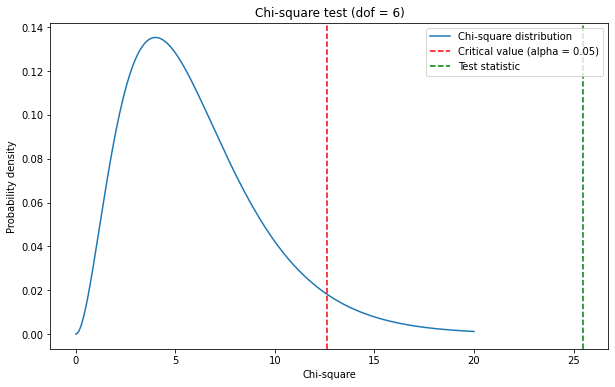 Chi-square test (dof = 6)
Chi-square distribution
Critical value (alpha = 0.05)
Test statistic
Probability density
0.14
0.12
0.10
0.08
0.06
0.04
0.02
0.00
0
5
10
15
20
25
Chi-square